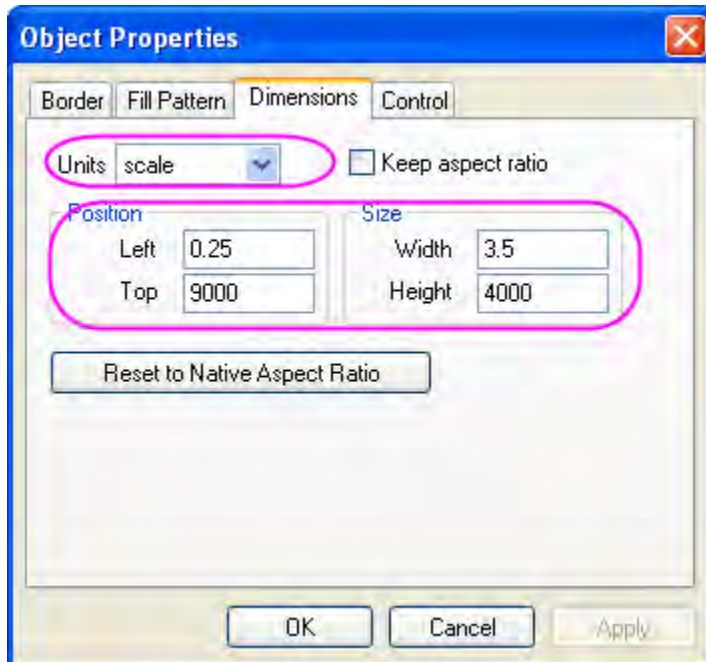 Object Properties
Border Fill Pattern Dimensions Control
Units scale Keep aspect ratio
Position Size
Left 0.25 Width 3.5
Top 9000 Height 4000
Reset to Native Aspect Ratio
OK Cancel Apply